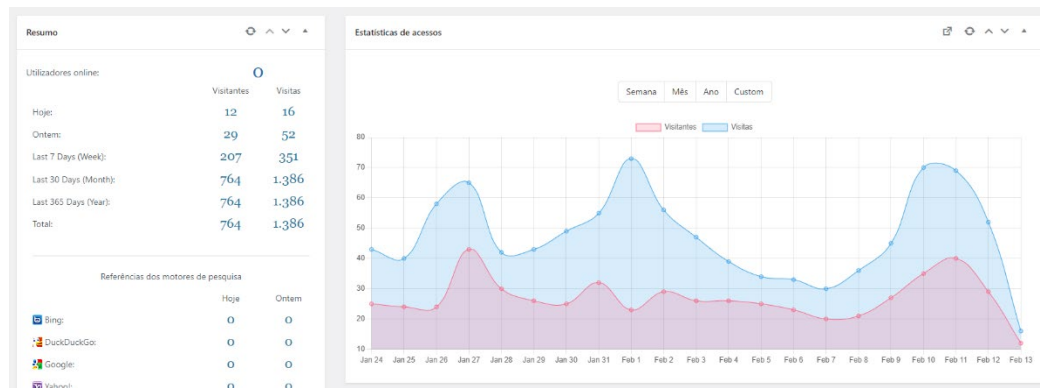 Resumo
Utilizadores online: 0
Visitantes Visitas
Hoje: 12 16
Ontem: 29 52
Last 7 Days (Week): 207 351
Last 30 Days (Month): 764 1.386
Last 365 Days (Year): 764 1.386
Total: 764 1.386
Referências dos motores de pesquisa
Hoje Ontem
Bing: 0 0
DuckDuckGo: 0 0
Google: 0 0
Yahoo!: 0 0
Estatísticas de acessos
Semana Mês Ano Custom
Visitantes Visitas
80
70
60
50
40
30
20
10
Jan 24 Jan 25 Jan 26 Jan 27 Jan 28 Jan 29 Jan 30 Jan 31 Feb 1 Feb 2 Feb 3 Feb 4 Feb 5 Feb 6 Feb 7 Feb 8 Feb 9 Feb 10 Feb 11 Feb 12 Feb 13